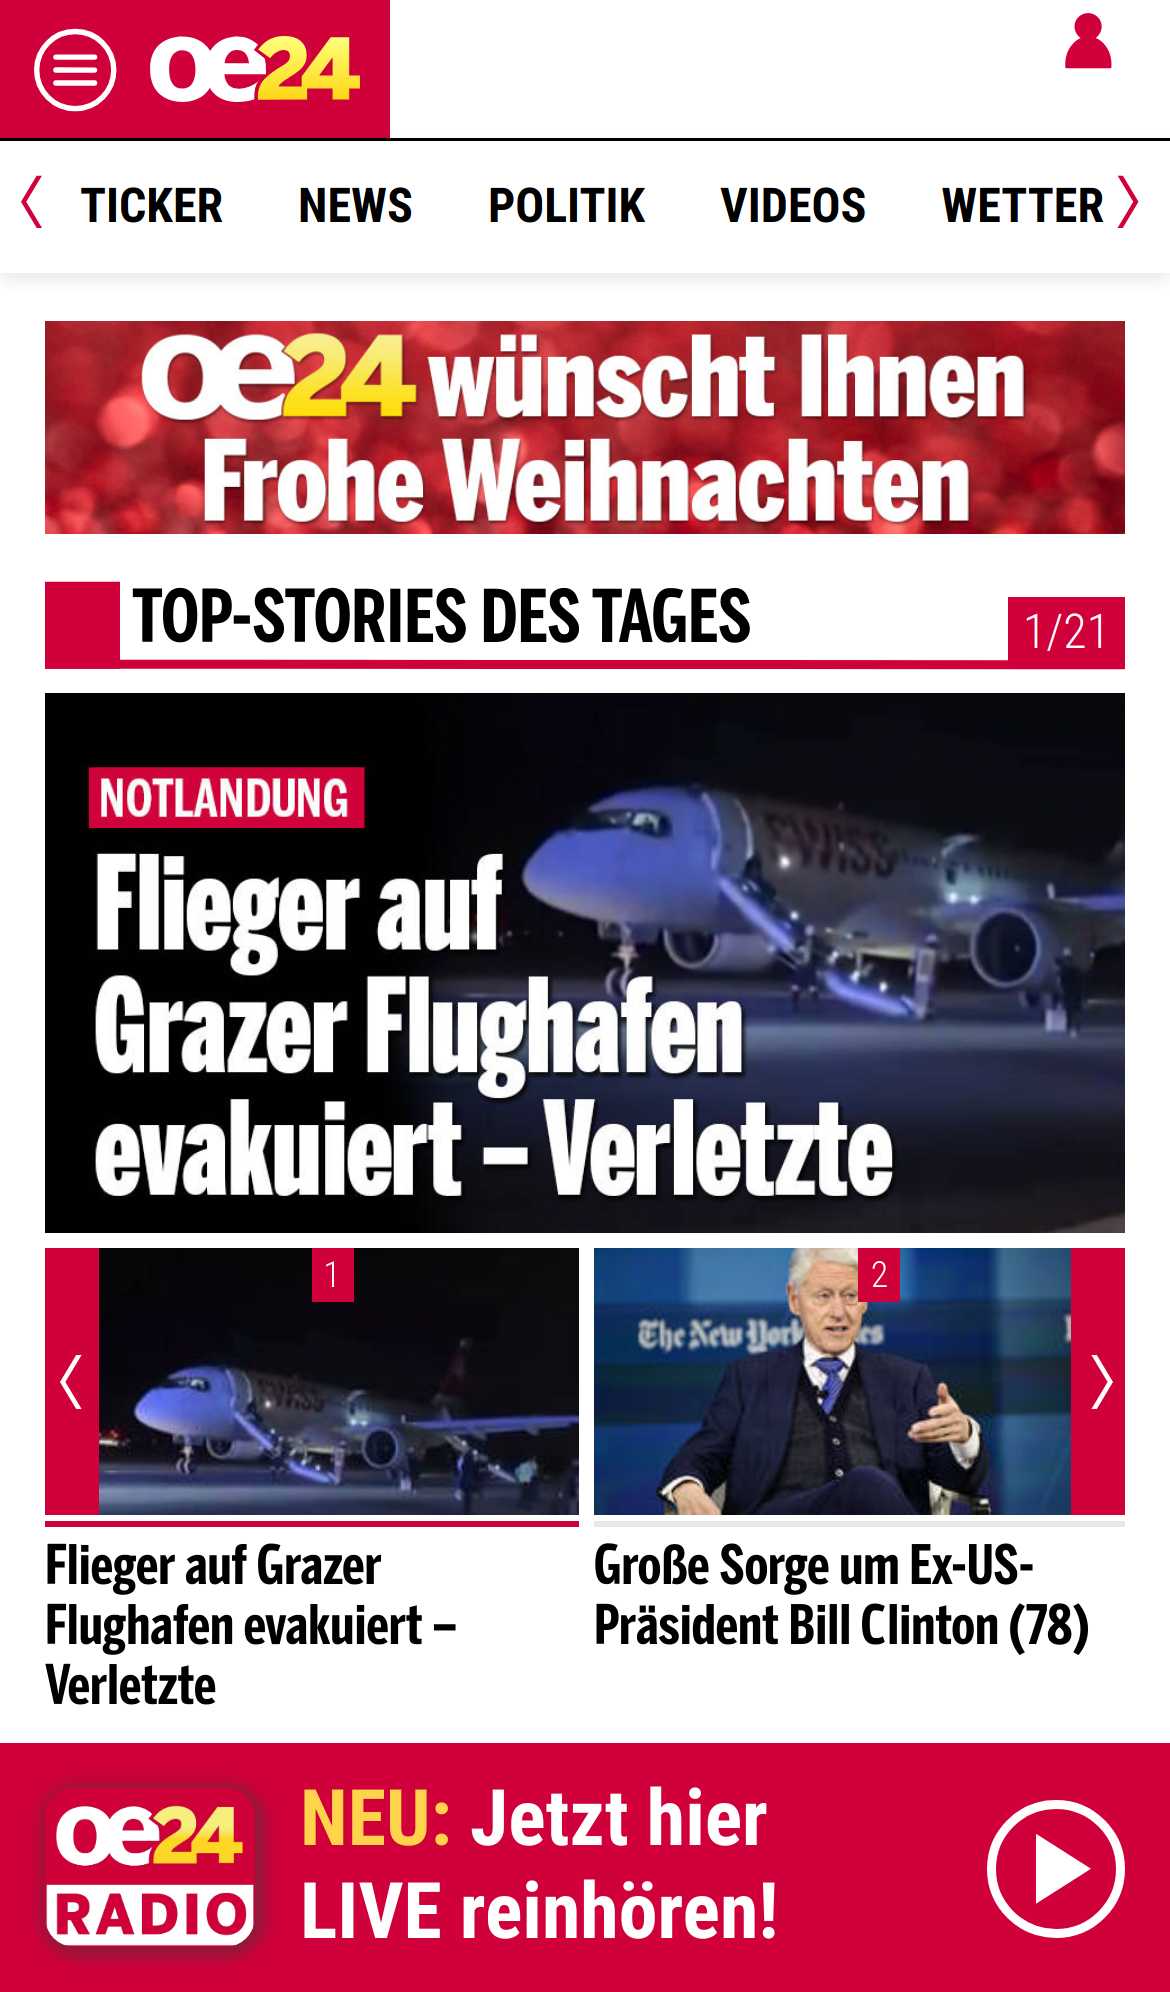 oe24
TICKER NEWS POLITIK VIDEOS WETTER
oe24 wünscht Ihnen
Frohe Weihnachten
TOP-STORIES DES TAGES
1/21
NOTLANDUNG
SWISS
Flieger auf
Grazer Flughafen
evakuiert – Verletzte
1
Flieger auf Grazer
Flughafen evakuiert –
Verletzte
2
The New York Times
Große Sorge um Ex-US-
Präsident Bill Clinton (78)
oe24
RADIO
NEU: Jetzt hier
LIVE reinhören!